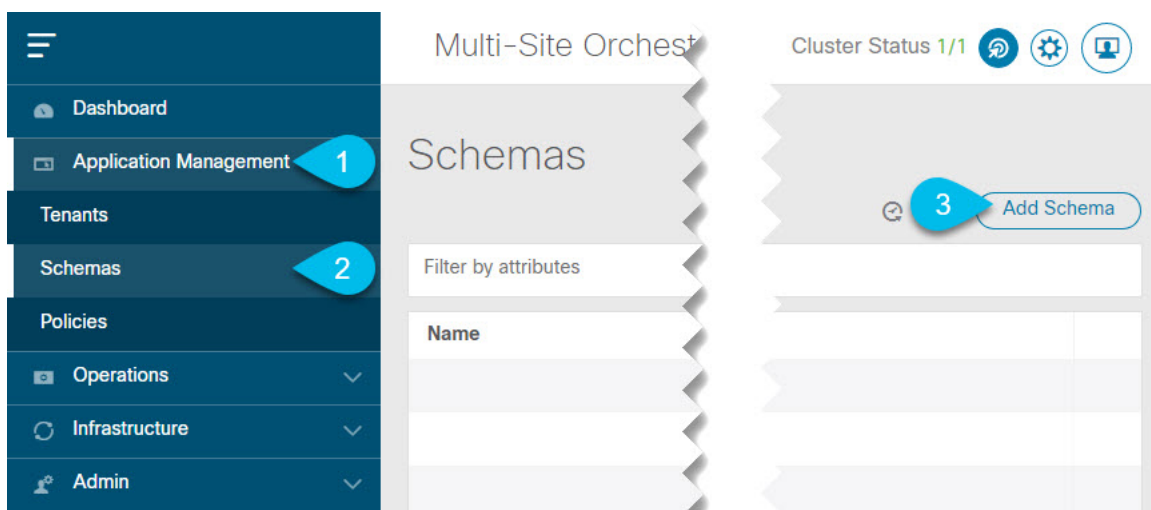 Multi-Site Orchest
Cluster Status 1/1
Dashboard
Application Management
1
Tenants
Schemas
2
Policies
Operations
Infrastructure
Admin
Schemas
3
Add Schema
Filter by attributes
Name